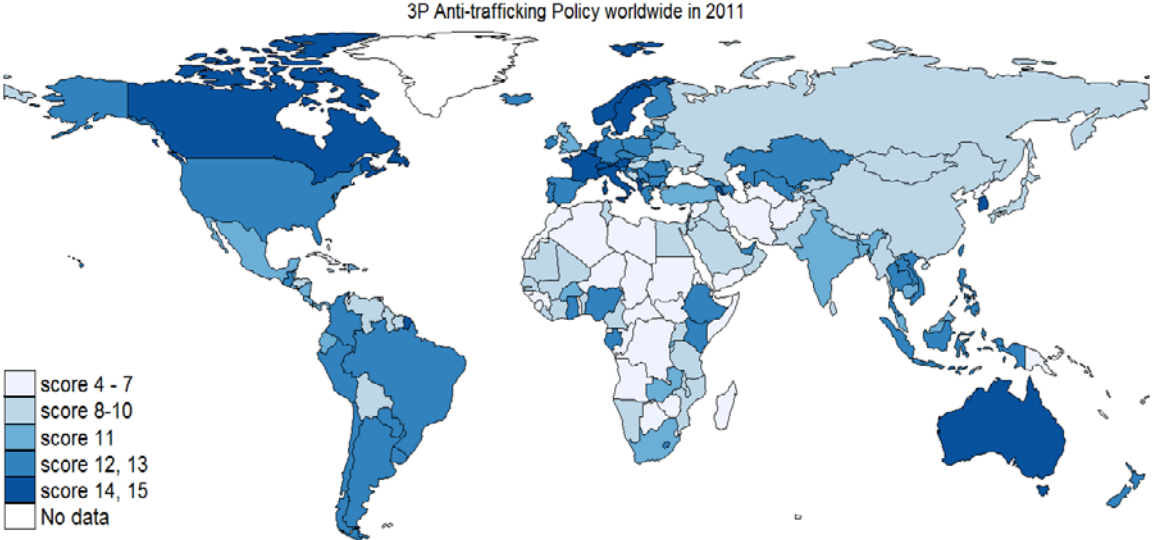 3P Anti-trafficking Policy worldwide in 2011
score 4 - 7
score 8-10
score 11
score 12, 13
score 14, 15
No data